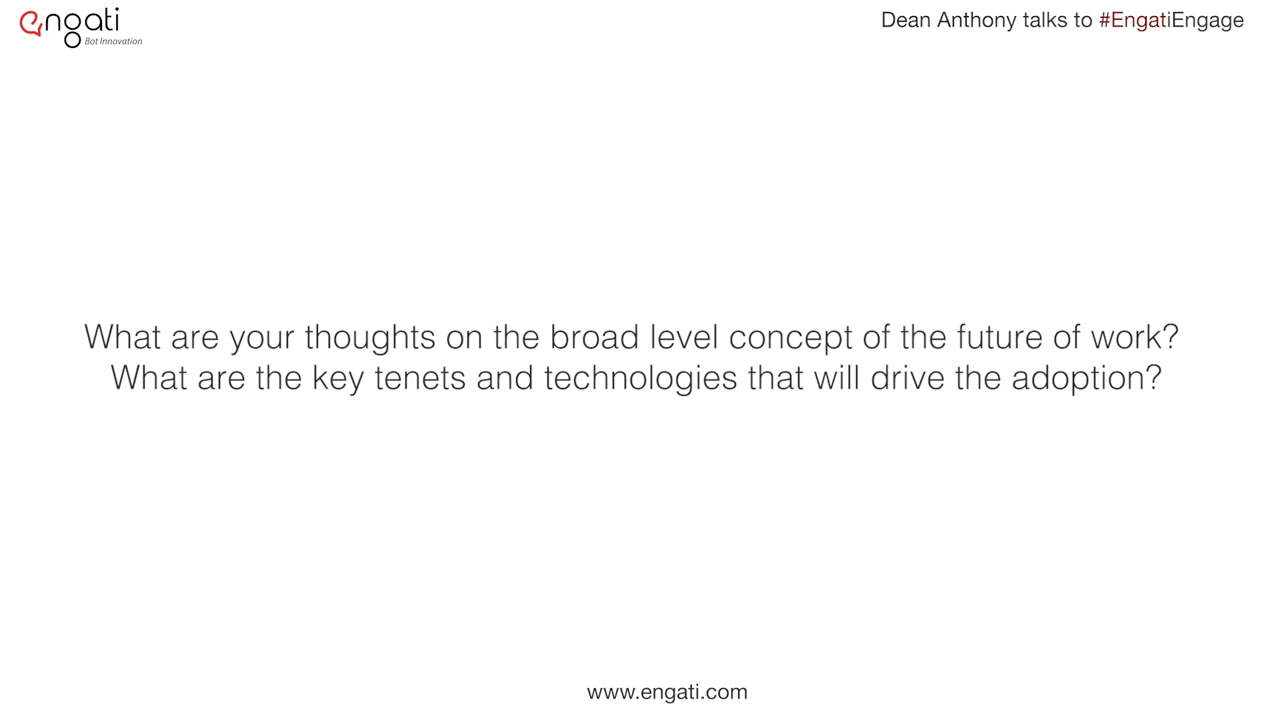 engati
Bot Innovation
Dean Anthony talks to #EngatiEngage
What are your thoughts on the broad level concept of the future of work?
What are the key tenets and technologies that will drive the adoption?
www.engati.com